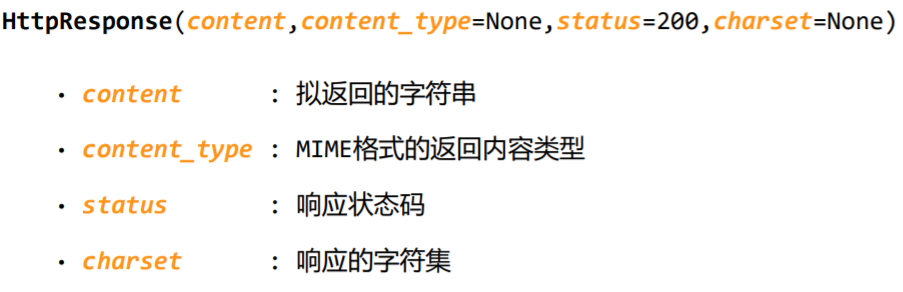 HttpResponse(content,content_type=None,status=200,charset=None)
· content : 拟返回的字符串
· content_type : MIME格式的返回内容类型
· status : 响应状态码
· charset : 响应的字符集